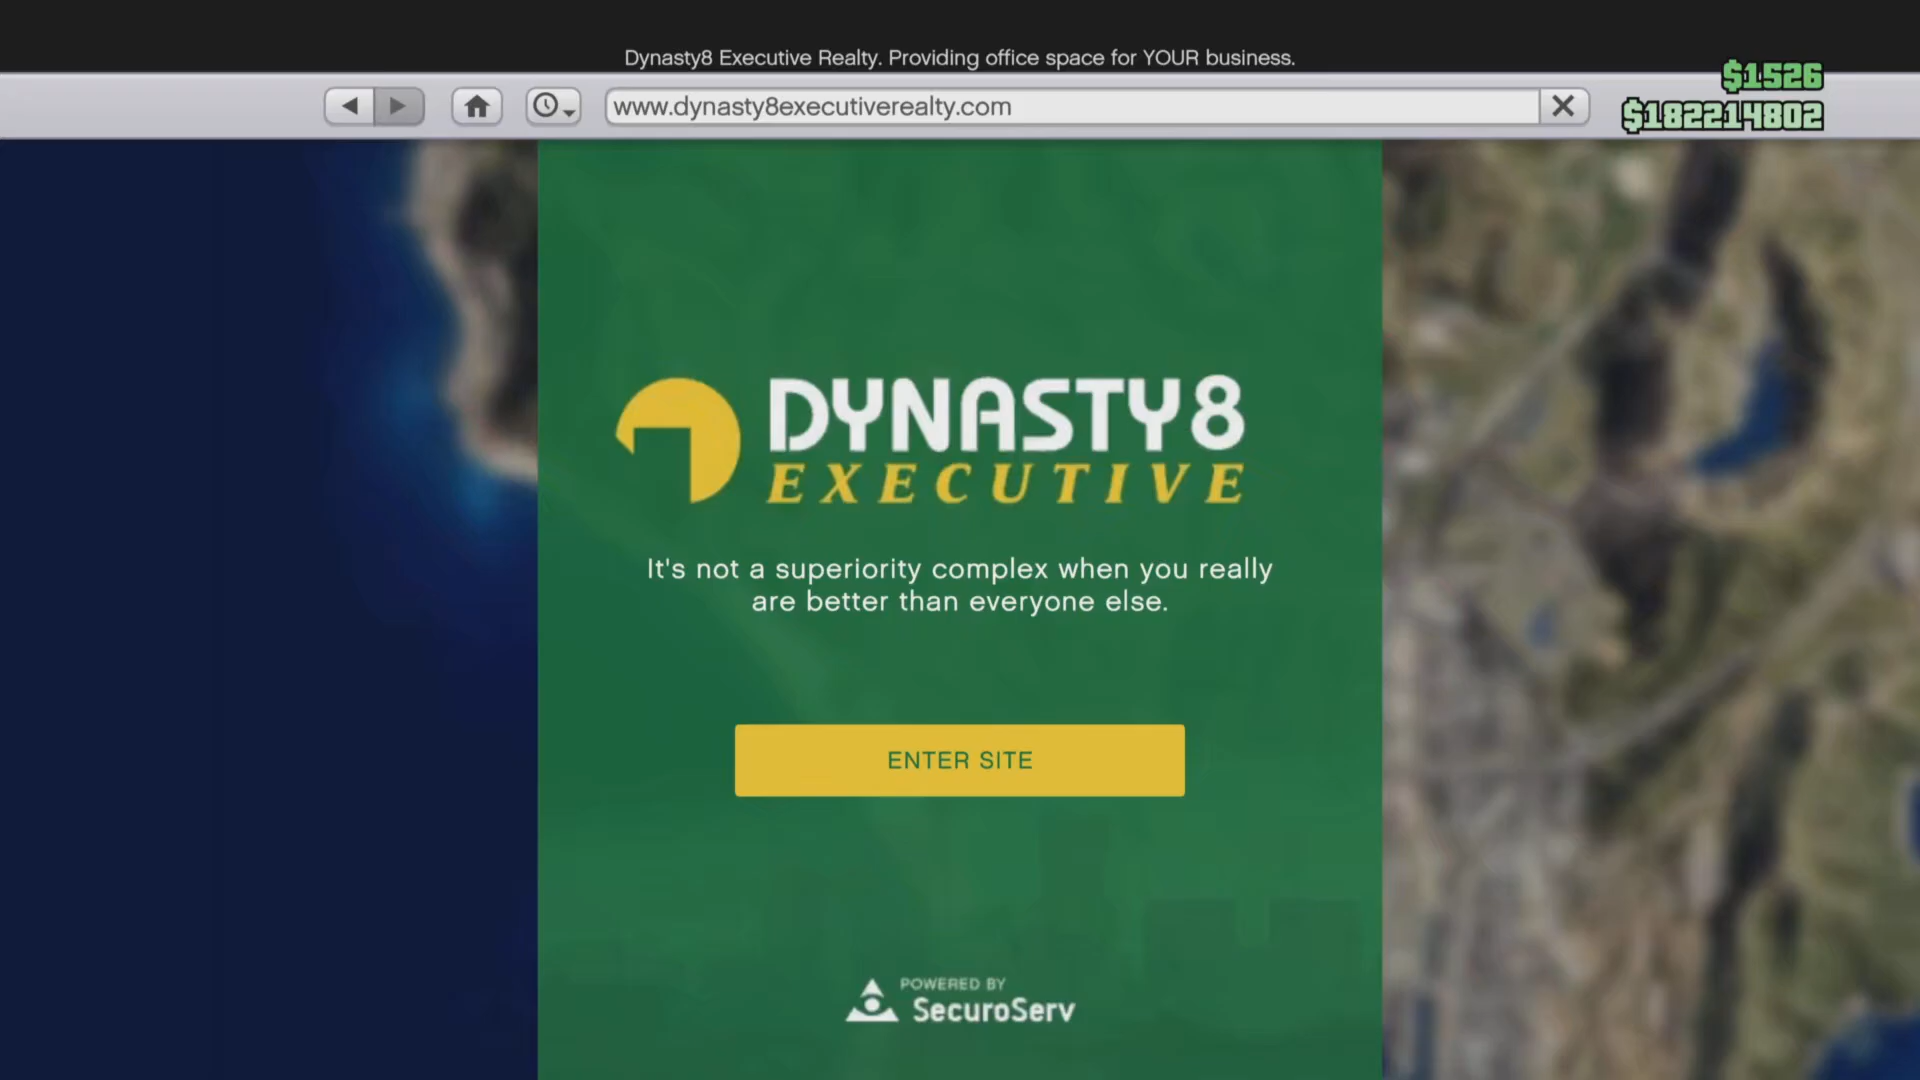 Dynasty8 Executive Realty. Providing office space for YOUR business.
$1526
www.dynasty8executiverealty.com
$182214802
DYNASTY8
EXECUTIVE
It's not a superiority complex when you really
are better than everyone else.
ENTER SITE
POWERED BY
SecuroServ